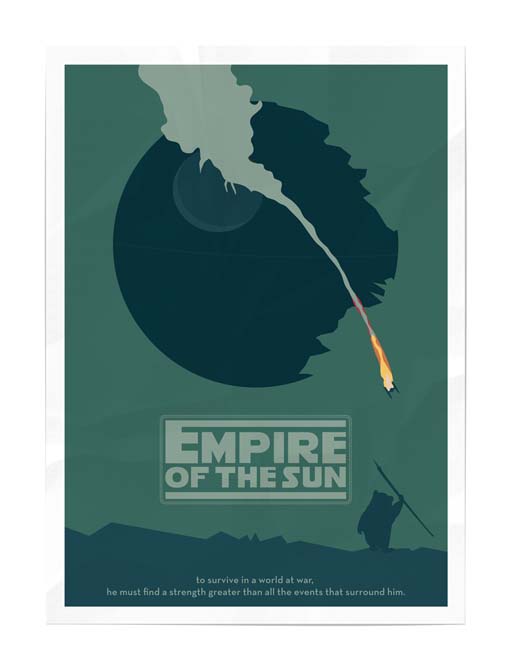 EMPIRE
OF THE SUN
to survive in a world at war,
he must find a strength greater than all the events that surround him.